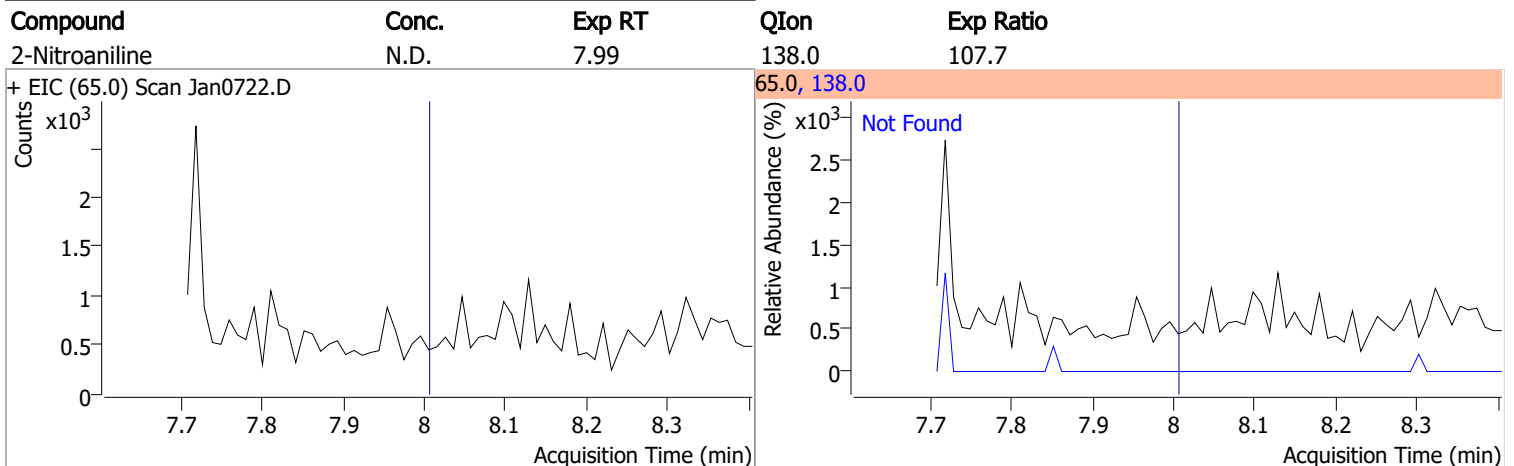 Compound Conc. Exp RT QIon Exp Ratio
2-Nitroaniline N.D. 7.99 138.0 107.7
+ EIC (65.0) Scan Jan0722.D
Counts
x10³
2
1.5
1
0.5
0
7.7 7.8 7.9 8 8.1 8.2 8.3
Acquisition Time (min)
65.0, 138.0
Relative Abundance (%)
x10³
Not Found
2.5
2
1.5
1
0.5
0
7.7 7.8 7.9 8 8.1 8.2 8.3
Acquisition Time (min)